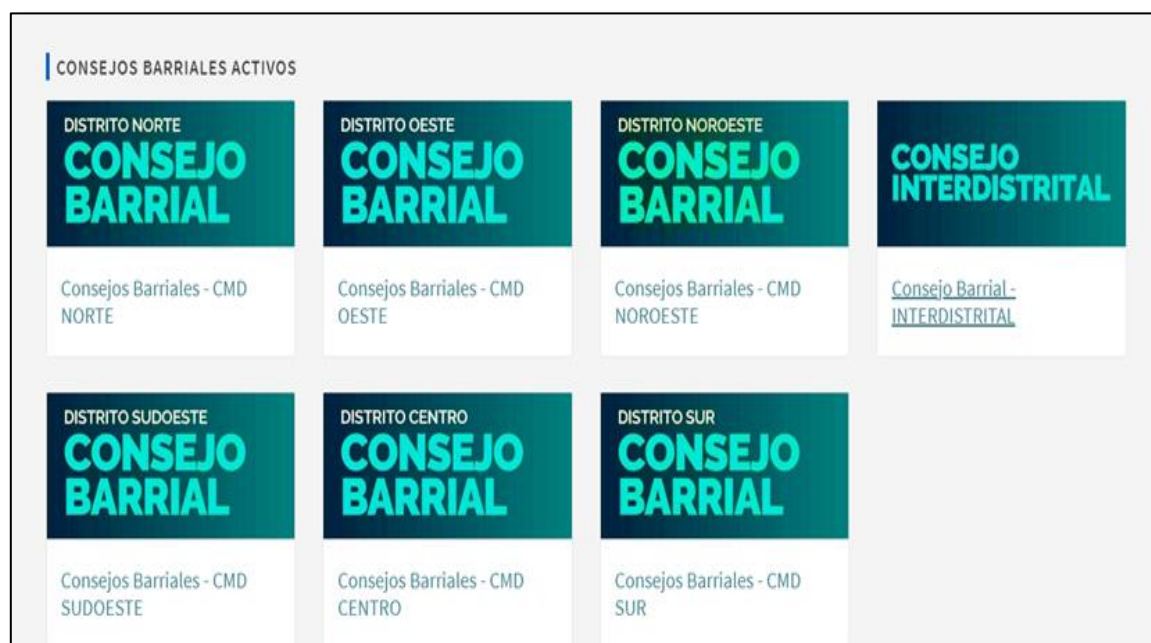 CONSEJOS BARRIALES ACTIVOS
DISTRITO NORTE
CONSEJO
BARRIAL
Consejos Barriales - CMD
NORTE
DISTRITO OESTE
CONSEJO
BARRIAL
Consejos Barriales - CMD
OESTE
DISTRITO NOROESTE
CONSEJO
BARRIAL
Consejos Barriales - CMD
NOROESTE
CONSEJO
INTERDISTRITAL
Consejo Barrial -
INTERDISTRITAL
DISTRITO SUDOESTE
CONSEJO
BARRIAL
Consejos Barriales - CMD
SUDOESTE
DISTRITO CENTRO
CONSEJO
BARRIAL
Consejos Barriales - CMD
CENTRO
DISTRITO SUR
CONSEJO
BARRIAL
Consejos Barriales - CMD
SUR